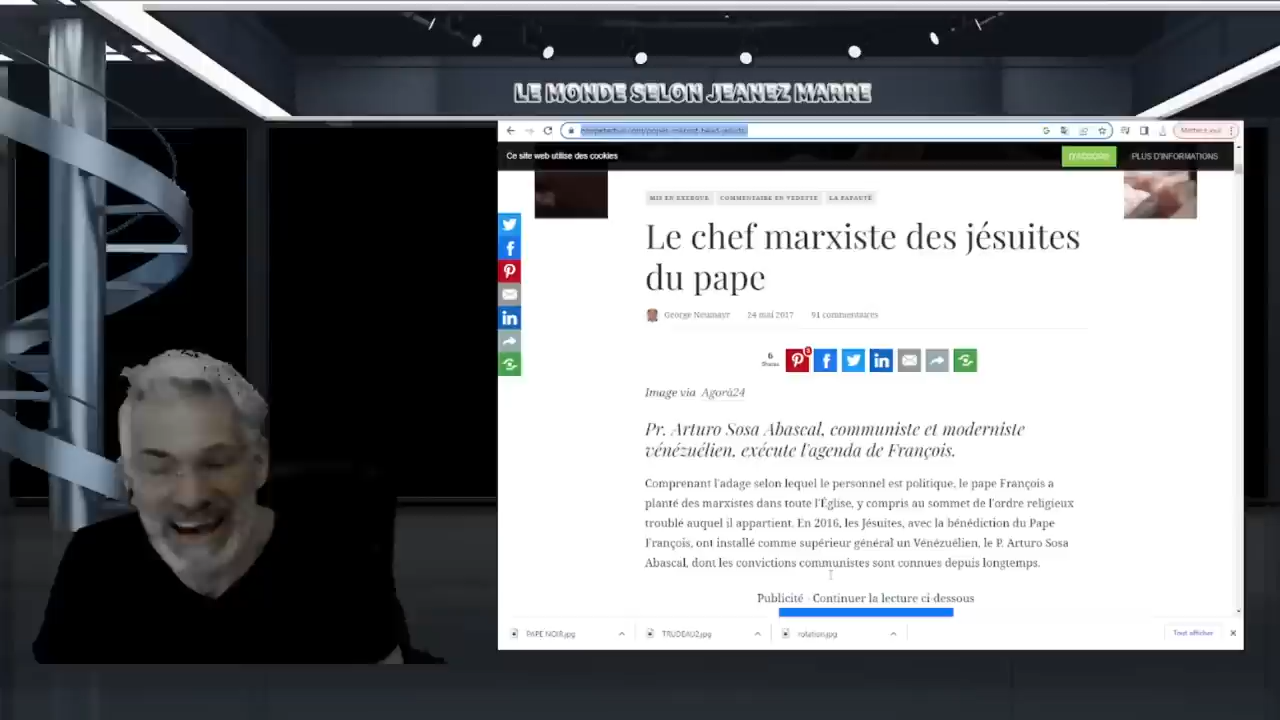 LE MONDE SELON JEANEZ MARRE
Ce site web utilise des cookies
D'ACCORD
PLUS D'INFORMATIONS
MIS EN EXERGUE
COMMENTAIRE EN VEDETTE
LA PAPAUTÉ
Le chef marxiste des jésuites
du pape
George Neumayr
24 mai 2017
91 commentaires
6
Image via Agorà24
Pr. Arturo Sosa Abascal, communiste et moderniste
vénézuélien, exécute l'agenda de François.
Comprenant l'adage selon lequel le personnel est politique, le pape François a
planté des marxistes dans toute l'Église, y compris au sommet de l'ordre religieux
troublé auquel il appartient. En 2016, les Jésuites, avec la bénédiction du Pape
François, ont installé comme supérieur général un Vénézuélien, le P. Arturo Sosa
Abascal, dont les convictions communistes sont connues depuis longtemps.
Publicité - Continuer la lecture ci-dessous
PAPE NOIR.jpg
TRUDEAU2.jpg
rotation.jpg
Tout afficher